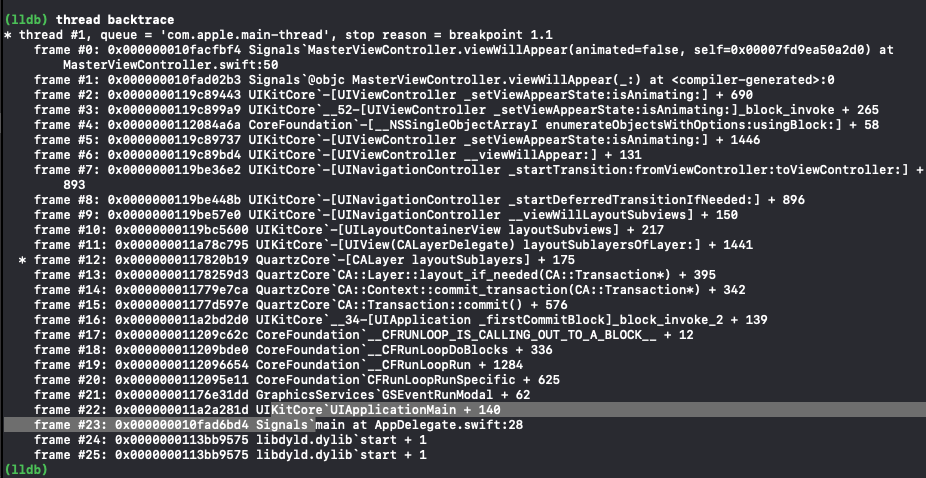 (lldb) thread backtrace
* thread #1, queue = 'com.apple.main-thread', stop reason = breakpoint 1.1
frame #0: 0x000000010facfbf4 Signals`MasterViewController.viewWillAppear(animated=false, self=0x00007fd9ea50a2d0) at
MasterViewController.swift:50
frame #1: 0x000000010fad02b3 Signals`@objc MasterViewController.viewWillAppear(_:) at <compiler-generated>:0
frame #2: 0x0000000119c89443 UIKitCore`-[UIViewController _setViewAppearState:isAnimating:] + 690
frame #3: 0x0000000119c899a9 UIKitCore`__52-[UIViewController _setViewAppearState:isAnimating:]_block_invoke + 265
frame #4: 0x0000000112084a6a CoreFoundation`-[__NSSingleObjectArrayI enumerateObjectsWithOptions:usingBlock:] + 58
frame #5: 0x0000000119c89737 UIKitCore`-[UIViewController _setViewAppearState:isAnimating:] + 1446
frame #6: 0x0000000119c89bd4 UIKitCore`-[UIViewController __viewWillAppear:] + 131
frame #7: 0x0000000119be36e2 UIKitCore`-[UINavigationController _startTransition:fromViewController:toViewController:] +
893
frame #8: 0x0000000119be448b UIKitCore`-[UINavigationController _startDeferredTransitionIfNeeded:] + 896
frame #9: 0x0000000119be57e0 UIKitCore`-[UINavigationController __viewWillLayoutSubviews] + 150
frame #10: 0x0000000119bc5600 UIKitCore`-[UILayoutContainerView layoutSubviews] + 217
frame #11: 0x000000011a78c795 UIKitCore`-[UIView(CALayerDelegate) layoutSublayersOfLayer:] + 1441
* frame #12: 0x0000000117820b19 QuartzCore`-[CALayer layoutSublayers] + 175
frame #13: 0x00000001178259d3 QuartzCore`CA::Layer::layout_if_needed(CA::Transaction*) + 395
frame #14: 0x000000011779e7ca QuartzCore`CA::Context::commit_transaction(CA::Transaction*) + 342
frame #15: 0x00000001177d597e QuartzCore`CA::Transaction::commit() + 576
frame #16: 0x000000011a2bd2d0 UIKitCore`__34-[UIApplication _firstCommitBlock]_block_invoke_2 + 139
frame #17: 0x000000011209c62c CoreFoundation`__CFRUNLOOP_IS_CALLING_OUT_TO_A_BLOCK__ + 12
frame #18: 0x000000011209bde0 CoreFoundation`__CFRunLoopDoBlocks + 336
frame #19: 0x0000000112096654 CoreFoundation`__CFRunLoopRun + 1284
frame #20: 0x0000000112095e11 CoreFoundation`CFRunLoopRunSpecific + 625
frame #21: 0x00000001176e31dd GraphicsServices`GSEventRunModal + 62
frame #22: 0x000000011a2a281d UIKitCore`UIApplicationMain + 140
frame #23: 0x000000010fad6bd4 Signals`main at AppDelegate.swift:28
frame #24: 0x0000000113bb9575 libdyld.dylib`start + 1
frame #25: 0x0000000113bb9575 libdyld.dylib`start + 1
(lldb)